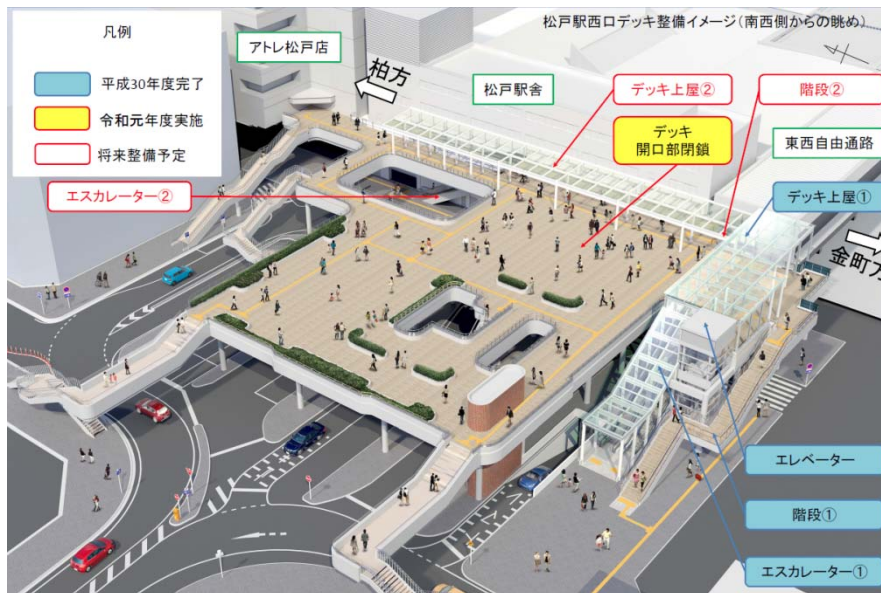 松戸駅西口デッキ整備イメージ(南西側からの眺め)
凡例
平成30年度完了
令和元年度実施
将来整備予定
アトレ松戸店
柏方
松戸駅舎
デッキ上屋②
階段②
デッキ
開口部閉鎖
東西自由通路
エスカレーター②
デッキ上屋①
金町方
エレベーター
階段①
エスカレーター①